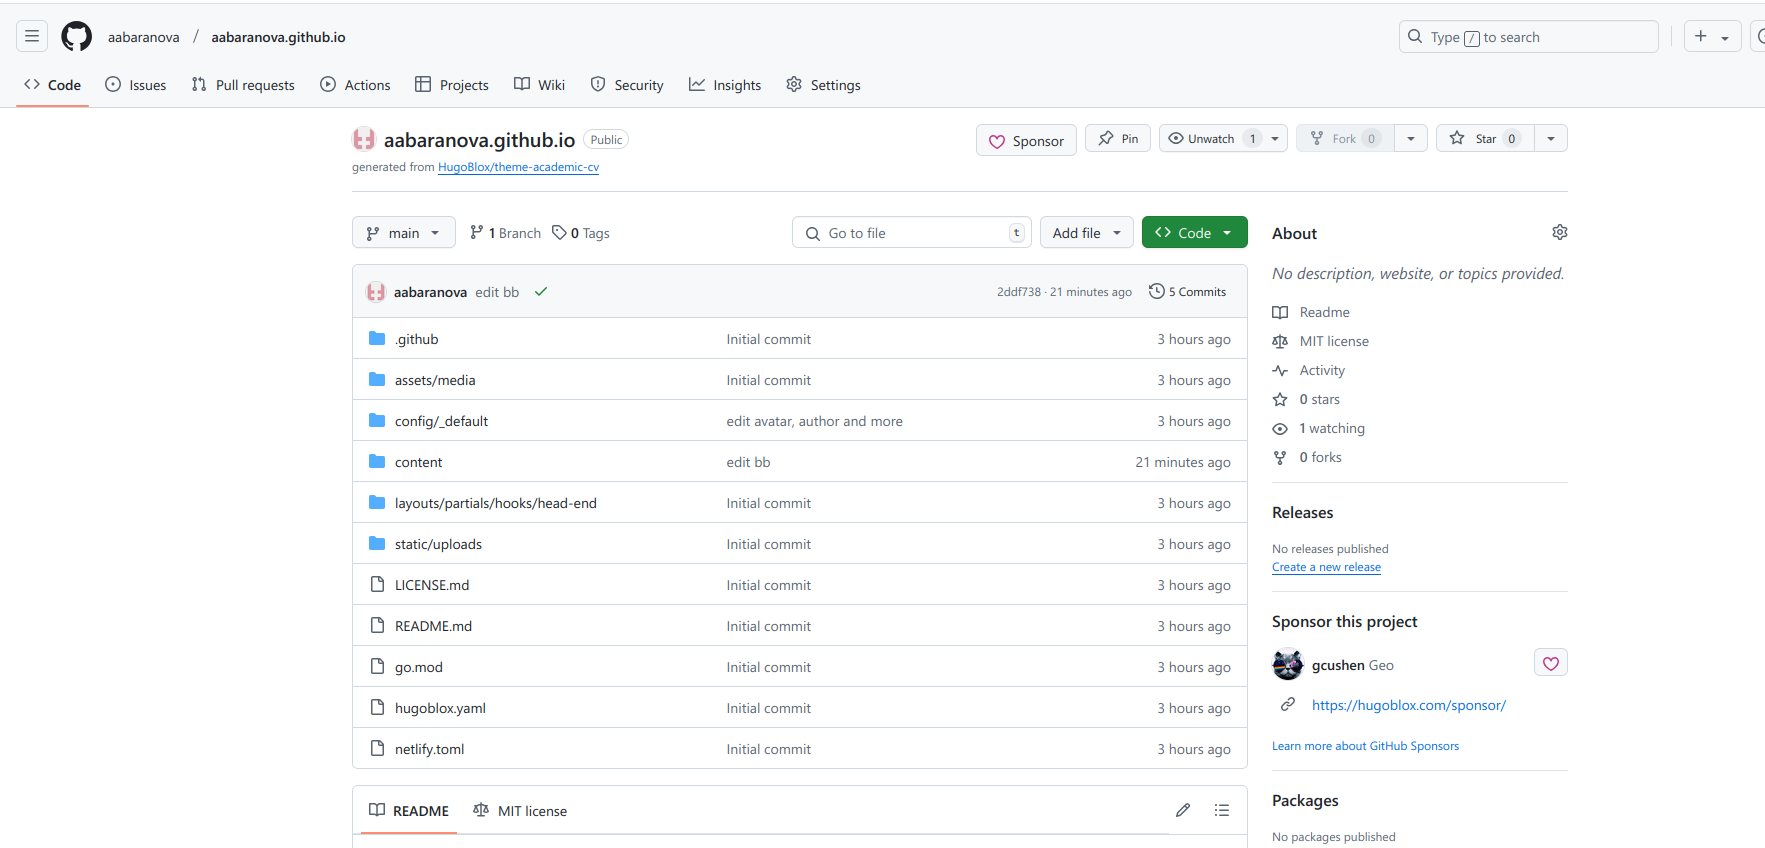 aabaranova / aabaranova.github.io
Type / to search
Code Issues Pull requests Actions Projects Wiki Security Insights Settings
aabaranova.github.io Public
generated from HugoBlox/theme-academic-cv
Sponsor Pin Unwatch 1 Fork 0 Star 0
main 1 Branch 0 Tags Go to file t Add file Code
aabaranova edit bb 2ddf738 · 21 minutes ago 5 Commits
.github Initial commit 3 hours ago
assets/media Initial commit 3 hours ago
config/_default edit avatar, author and more 3 hours ago
content edit bb 21 minutes ago
layouts/partials/hooks/head-end Initial commit 3 hours ago
static/uploads Initial commit 3 hours ago
LICENSE.md Initial commit 3 hours ago
README.md Initial commit 3 hours ago
go.mod Initial commit 3 hours ago
hugoblox.yaml Initial commit 3 hours ago
netlify.toml Initial commit 3 hours ago
README MIT license
About
No description, website, or topics provided.
Readme
MIT license
Activity
0 stars
1 watching
0 forks
Releases
No releases published
Create a new release
Sponsor this project
gcushen Geo
https://hugoblox.com/sponsor/
Learn more about GitHub Sponsors
Packages
No packages published